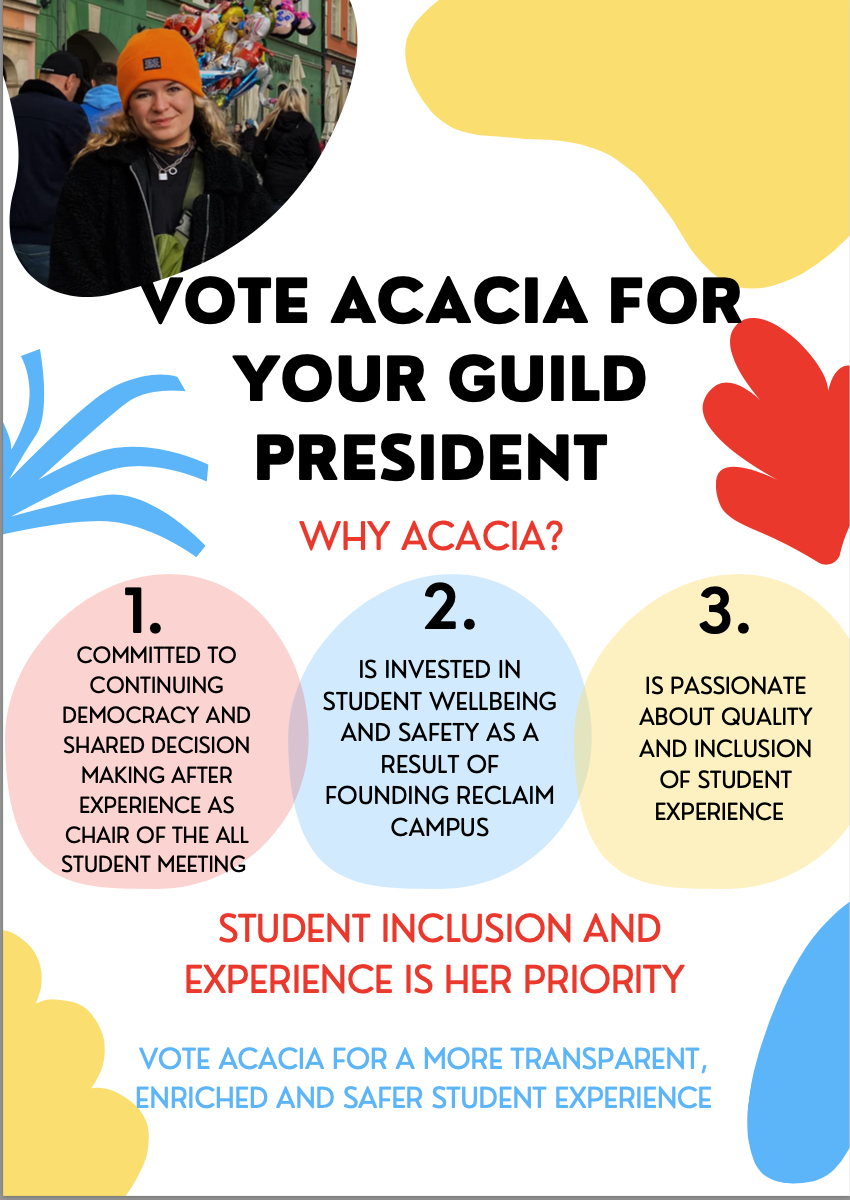 VOTE ACACIA FOR
YOUR GUILD
PRESIDENT
WHY ACACIA?
1.
COMMITTED TO
CONTINUING
DEMOCRACY AND
SHARED DECISION
MAKING AFTER
EXPERIENCE AS
CHAIR OF THE ALL
STUDENT MEETING
2.
IS INVESTED IN
STUDENT WELLBEING
AND SAFETY AS A
RESULT OF
FOUNDING RECLAIM
CAMPUS
3.
IS PASSIONATE
ABOUT QUALITY
AND INCLUSION
OF STUDENT
EXPERIENCE
STUDENT INCLUSION AND
EXPERIENCE IS HER PRIORITY
VOTE ACACIA FOR A MORE TRANSPARENT,
ENRICHED AND SAFER STUDENT EXPERIENCE